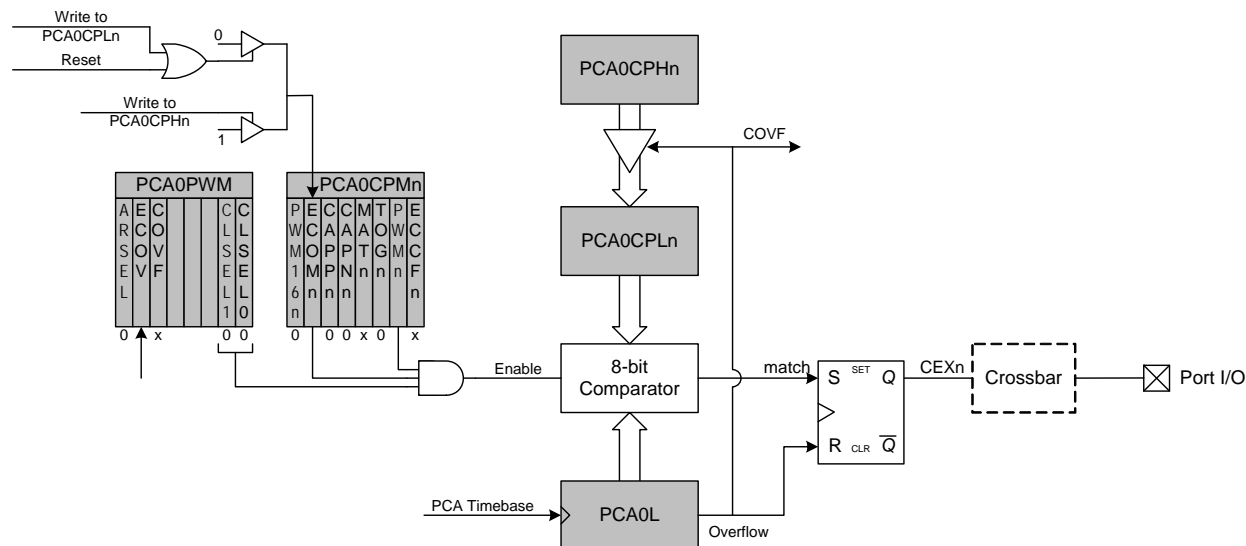 Write to
PCA0CPLn
Reset
0
Write to
PCA0CPHn
1
PCA0CPHn
COVF
PCA0PWM
ARSEL
ECOV
COVF
CLSEL1
CLSEL0
0
x
0
0
PCA0CPMn
PWM16n
ECOMn
CAPPn
CAPNn
MATn
TOGn
PWMn
ECCFn
0
0
0
x
0
x
PCA0CPLn
Enable
8-bit
Comparator
match
S
SET
Q
R
CLR
Q̅
CEXn
Crossbar
Port I/O
PCA Timebase
PCA0L
Overflow